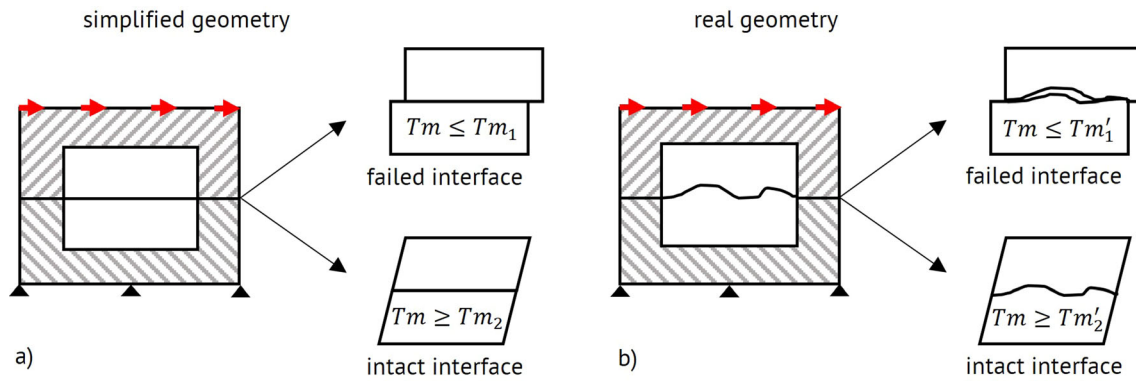 simplified geometry
Tm ≤ Tm₁
failed interface
Tm ≥ Tm₂
intact interface
a)
real geometry
Tm ≤ Tm′₁
failed interface
Tm ≥ Tm′₂
intact interface
b)